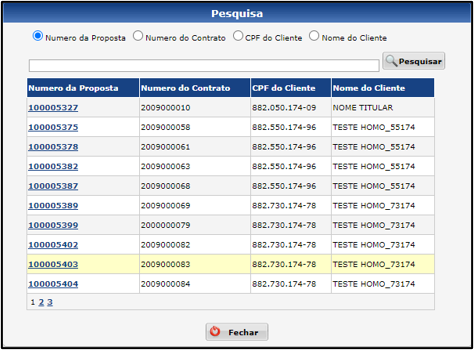 Pesquisa
Numero da Proposta Numero do Contrato CPF do Cliente Nome do Cliente
Pesquisar
Numero da Proposta Numero do Contrato CPF do Cliente Nome do Cliente
100005327 2009000010 882.050.174-09 NOME TITULAR
100005375 2009000058 882.550.174-96 TESTE HOMO_55174
100005378 2009000061 882.550.174-96 TESTE HOMO_55174
100005382 2009000063 882.550.174-96 TESTE HOMO_55174
100005387 2009000068 882.550.174-96 TESTE HOMO_55174
100005389 2009000069 882.730.174-78 TESTE HOMO_73174
100005399 2000000079 882.730.174-78 TESTE HOMO_73174
100005402 2009000082 882.730.174-78 TESTE HOMO_73174
100005403 2009000083 882.730.174-78 TESTE HOMO_73174
100005404 2009000084 882.730.174-78 TESTE HOMO_73174
1 2 3
Fechar